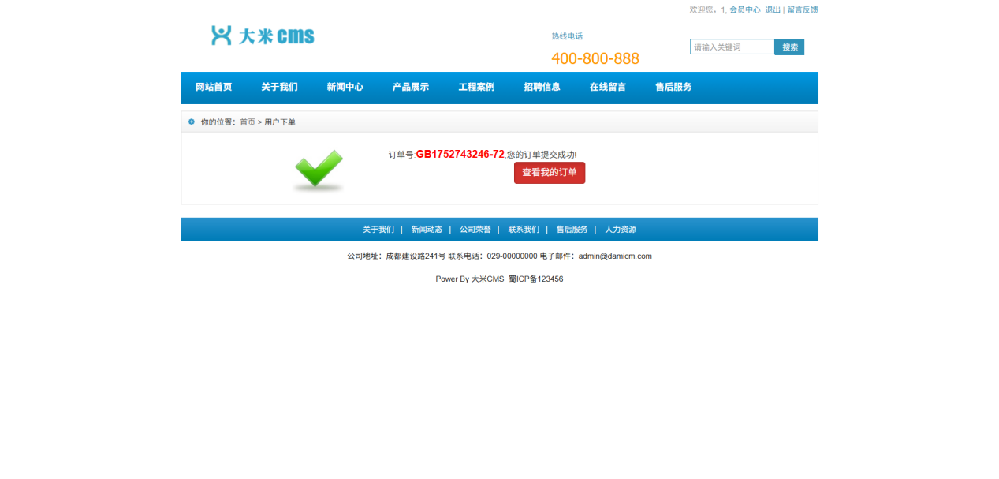 欢迎您，1, 会员中心 退出 | 留言反馈
大米cms
热线电话
400-800-888
请输入关键词 搜索
网站首页 关于我们 新闻中心 产品展示 工程案例 招聘信息 在线留言 售后服务
你的位置：首页 > 用户下单
订单号:GB1752743246-72,您的订单提交成功!
查看我的订单
关于我们 | 新闻动态 | 公司荣誉 | 联系我们 | 售后服务 | 人力资源
公司地址：成都建设路241号 联系电话：029-00000000 电子邮件：admin@damicm.com
Power By 大米CMS 蜀ICP备123456